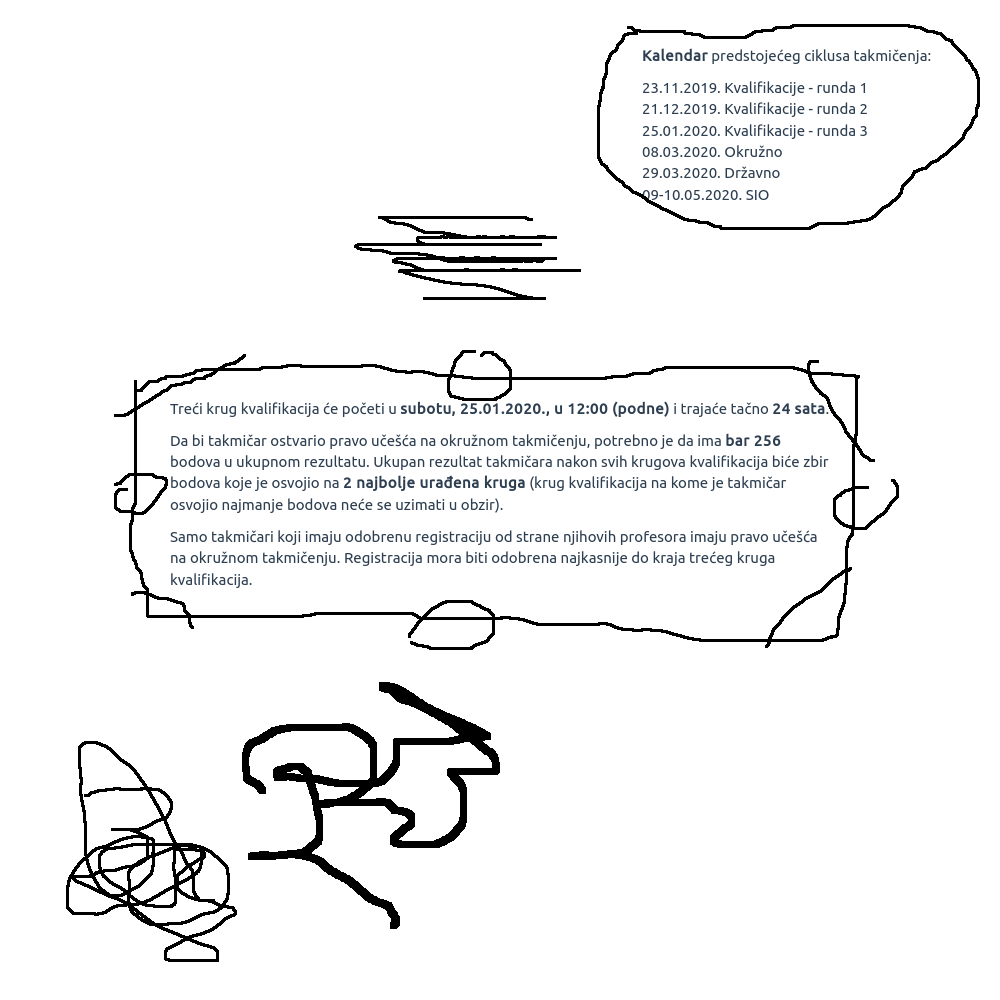 Kalendar predstojećeg ciklusa takmičenja:
23.11.2019. Kvalifikacije - runda 1
21.12.2019. Kvalifikacije - runda 2
25.01.2020. Kvalifikacije - runda 3
08.03.2020. Okružno
29.03.2020. Državno
09-10.05.2020. SIO
Treći krug kvalifikacija će početi u subotu, 25.01.2020., u 12:00 (podne) i trajaće tačno 24 sata.
Da bi takmičar ostvario pravo učešća na okružnom takmičenju, potrebno je da ima bar 256
bodova u ukupnom rezultatu. Ukupan rezultat takmičara nakon svih krugova kvalifikacija biće zbir
bodova koje je osvojio na 2 najbolje urađena kruga (krug kvalifikacija na kome je takmičar
osvojio najmanje bodova neće se uzimati u obzir).
Samo takmičari koji imaju odobrenu registraciju od strane njihovih profesora imaju pravo učešća
na okružnom takmičenju. Registracija mora biti odobrena najkasnije do kraja trećeg kruga
kvalifikacija.